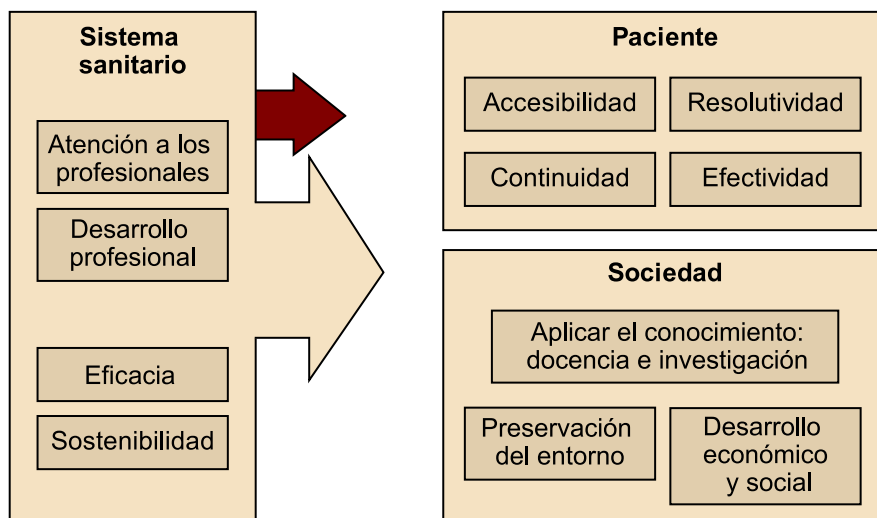 Sistema
sanitario
Atención a los
profesionales
Desarrollo
profesional
Eficacia
Sostenibilidad
Paciente
Accesibilidad
Resolutividad
Continuidad
Efectividad
Sociedad
Aplicar el conocimiento:
docencia e investigación
Preservación
del entorno
Desarrollo
económico
y social